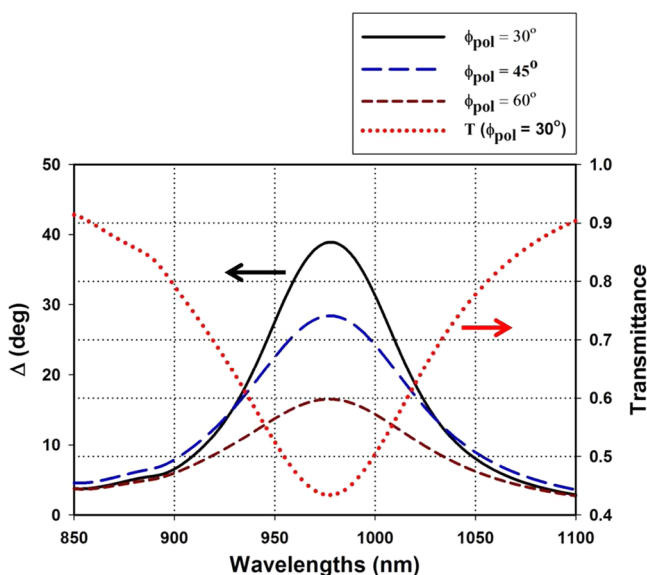 ϕpol = 30°
ϕpol = 45°
ϕpol = 60°
T (ϕpol = 30°)
50
40
30
20
10
0
Δ (deg)
1.0
0.9
0.8
0.7
0.6
0.5
0.4
Transmittance
850 900 950 1000 1050 1100
Wavelengths (nm)